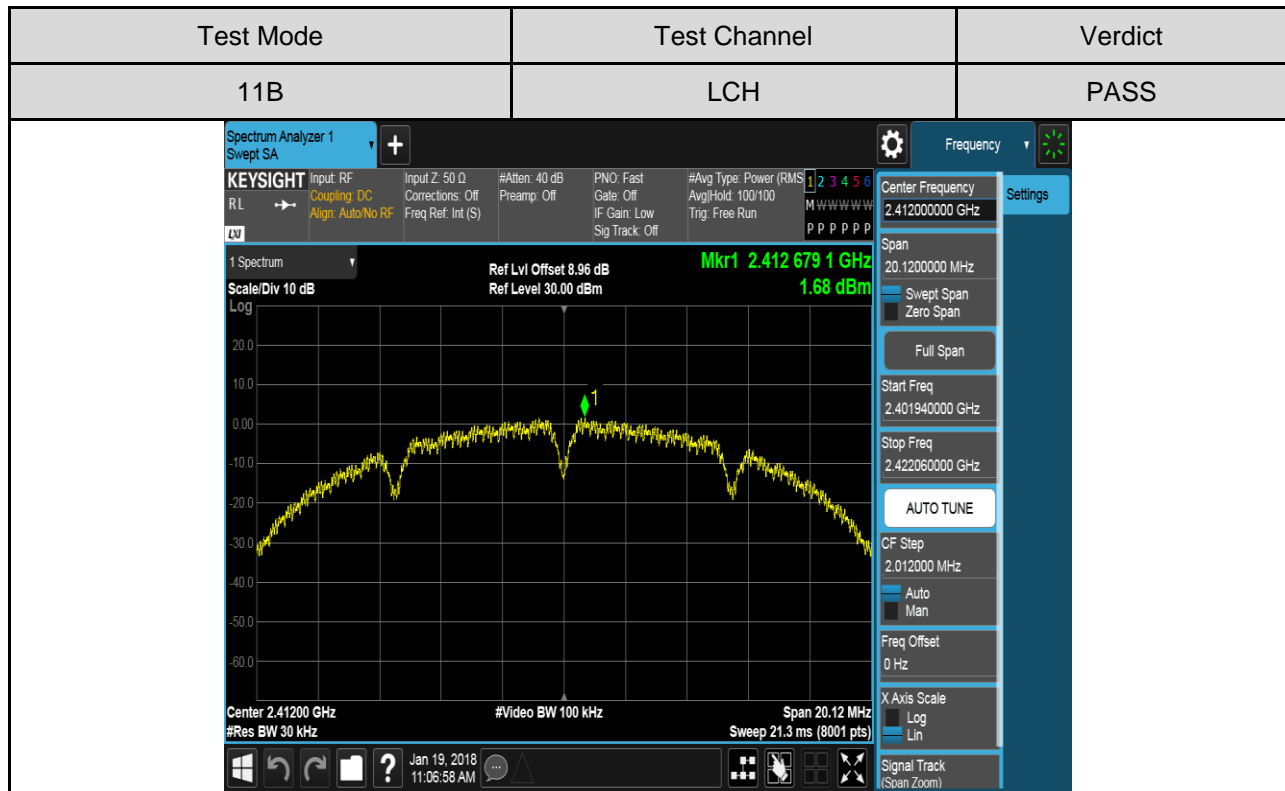 Test Mode Test Channel Verdict
11B LCH PASS
Spectrum Analyzer 1
Swept SA
+
Frequency
KEYSIGHT Input: RF Input Z: 50 Ω #Atten: 40 dB PNO: Fast #Avg Type: Power (RMS 1 2 3 4 5 6
RL Coupling: DC Corrections: Off Preamp: Off Gate: Off Avg|Hold: 100/100 M W W W W W
Align: Auto/No RF Freq Ref: Int (S) IF Gain: Low Trig: Free Run
LXI Sig Track: Off P P P P P P
1 Spectrum Ref Lvl Offset 8.96 dB Mkr1 2.412 679 1 GHz
Scale/Div 10 dB Ref Level 30.00 dBm 1.68 dBm
Log
20.0
10.0
1
0.00
-10.0
-20.0
-30.0
-40.0
-50.0
-60.0
Center 2.41200 GHz #Video BW 100 kHz Span 20.12 MHz
#Res BW 30 kHz Sweep 21.3 ms (8001 pts)
Center Frequency
2.412000000 GHz
Settings
Span
20.1200000 MHz
Swept Span
Zero Span
Full Span
Start Freq
2.401940000 GHz
Stop Freq
2.422060000 GHz
AUTO TUNE
CF Step
2.012000 MHz
Auto
Man
Freq Offset
0 Hz
X Axis Scale
Log
Lin
Signal Track
(Span Zoom)
? Jan 19, 2018
11:06:58 AM